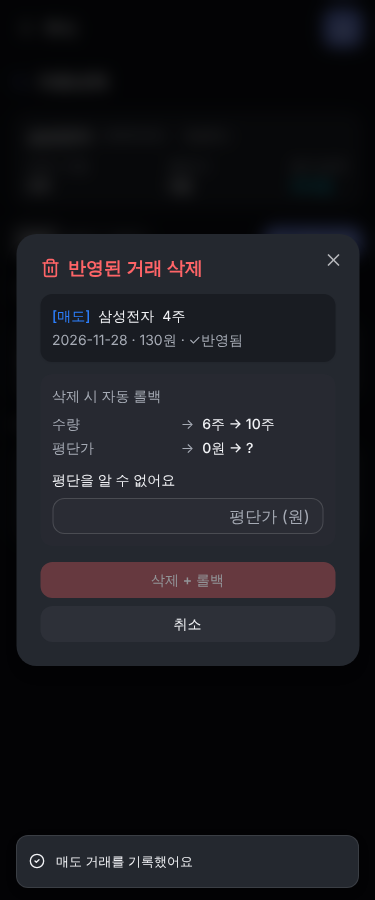 반영된 거래 삭제
[매도] 삼성전자 4주
2026-11-28 · 130원 · ✓반영됨
삭제 시 자동 롤백
수량 → 6주 → 10주
평단가 → 0원 → ?
평단을 알 수 없어요
평단가 (원)
삭제 + 롤백
취소
매도 거래를 기록했어요